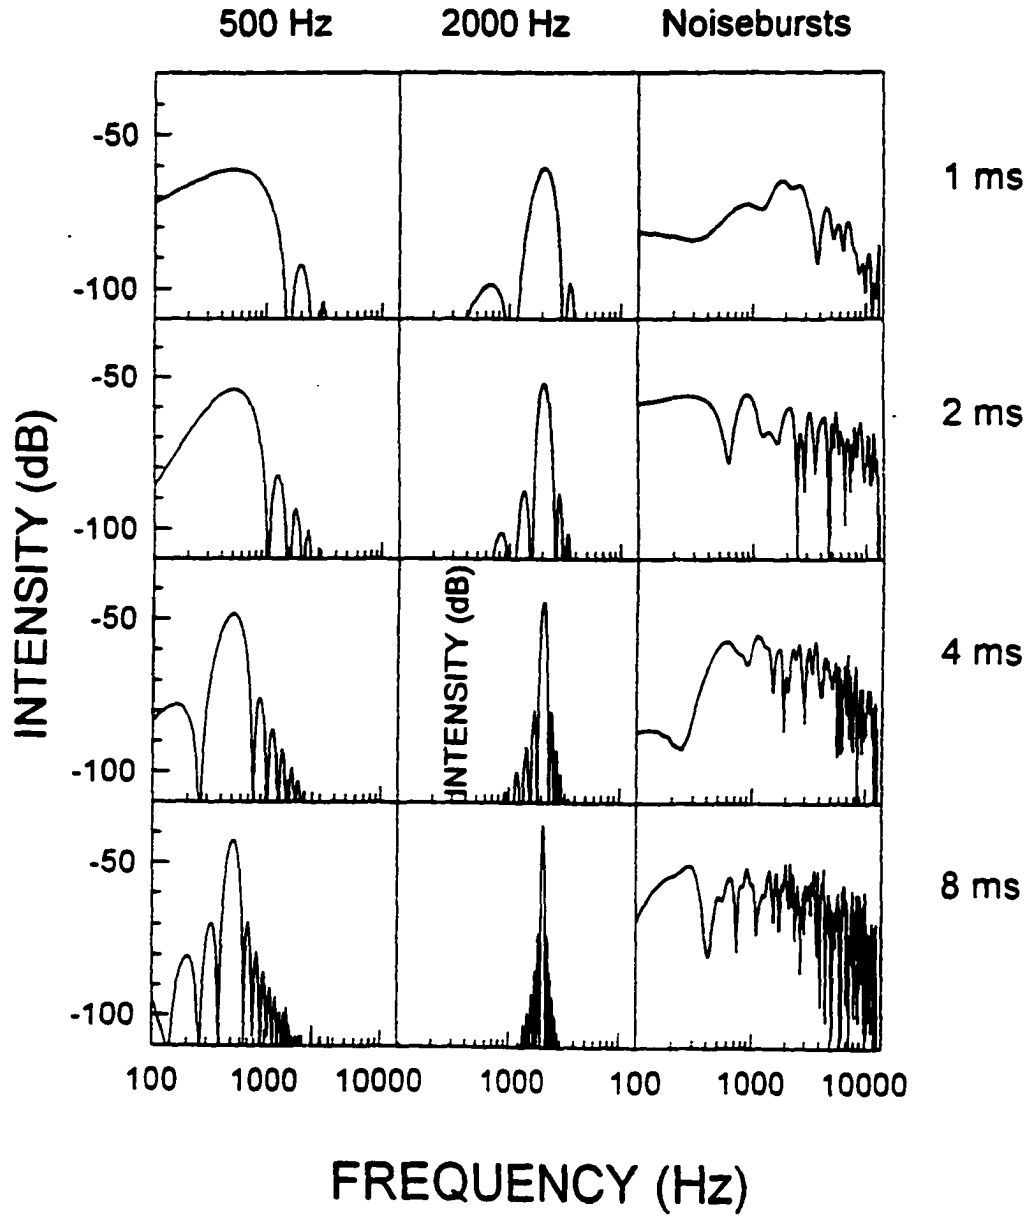 500 Hz 2000 Hz Noisebursts
-50
-100
1 ms
-50
-100
2 ms
-50
-100
4 ms
-50
-100
8 ms
INTENSITY (dB)
INTENSITY (dB)
100 1000 10000 1000 100 1000 10000
FREQUENCY (Hz)